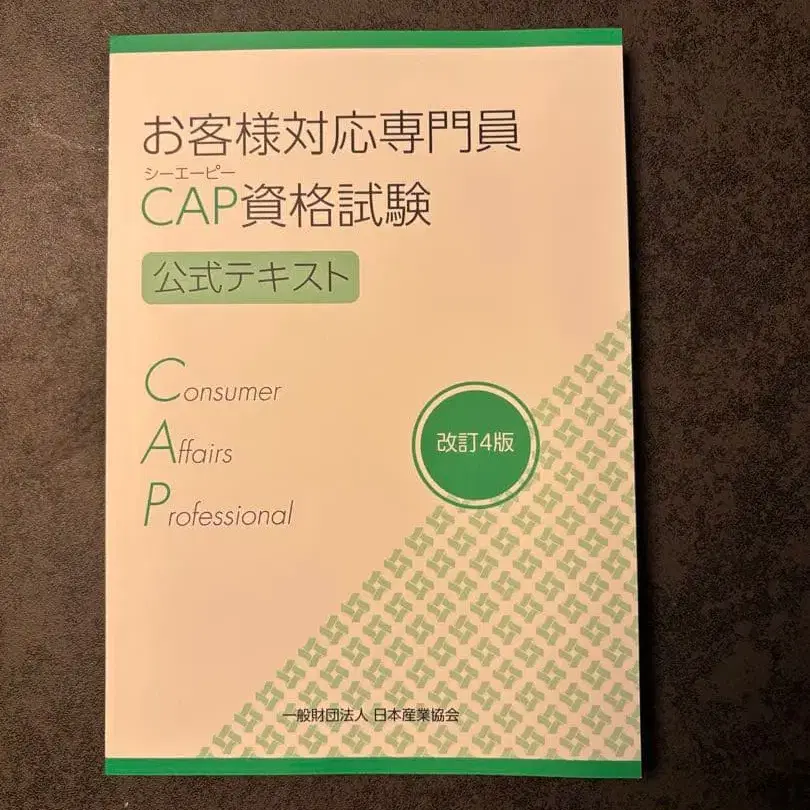 お客様対応専門員
シーエーピー
CAP資格試験
公式テキスト
Consumer
Affairs
Professional
改訂4版
一般財団法人 日本産業協会